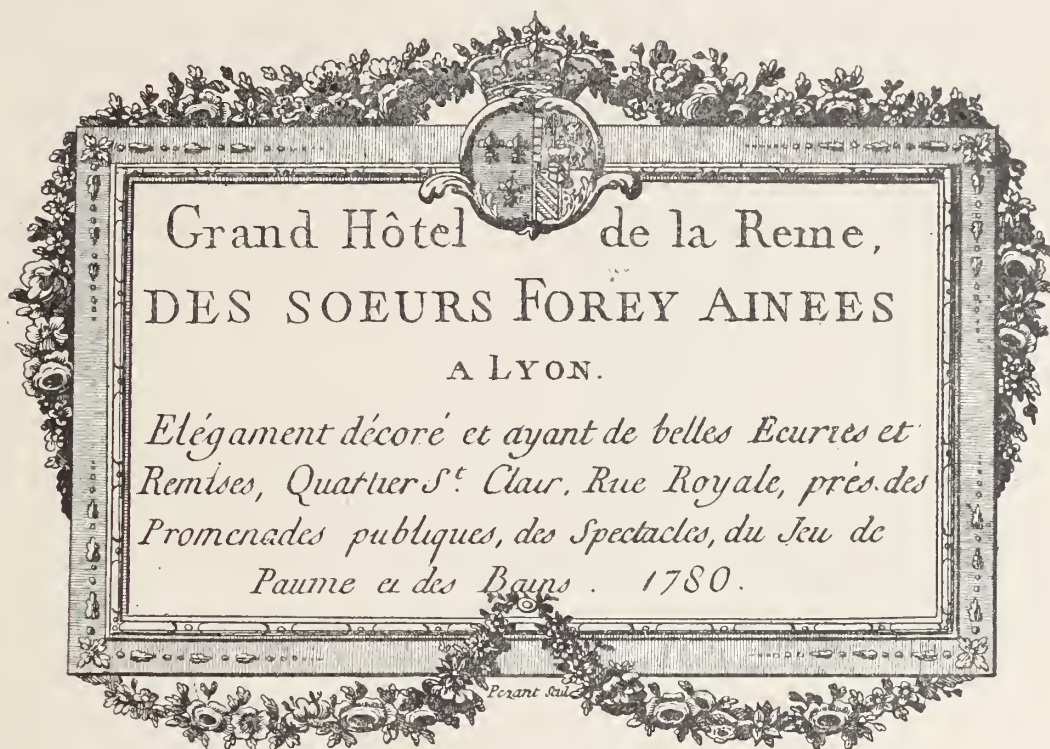 Grand Hôtel de la Reine,
DES SOEURS FOREY AINEES
A LYON.
Elégament décoré et ayant de belles Ecuries et
Remises, Quartier St. Clair, Rue Royale, près des
Promenades publiques, des Spectacles, du Jeu de
Paume et des Bains. 1780.
Pezant Sculp